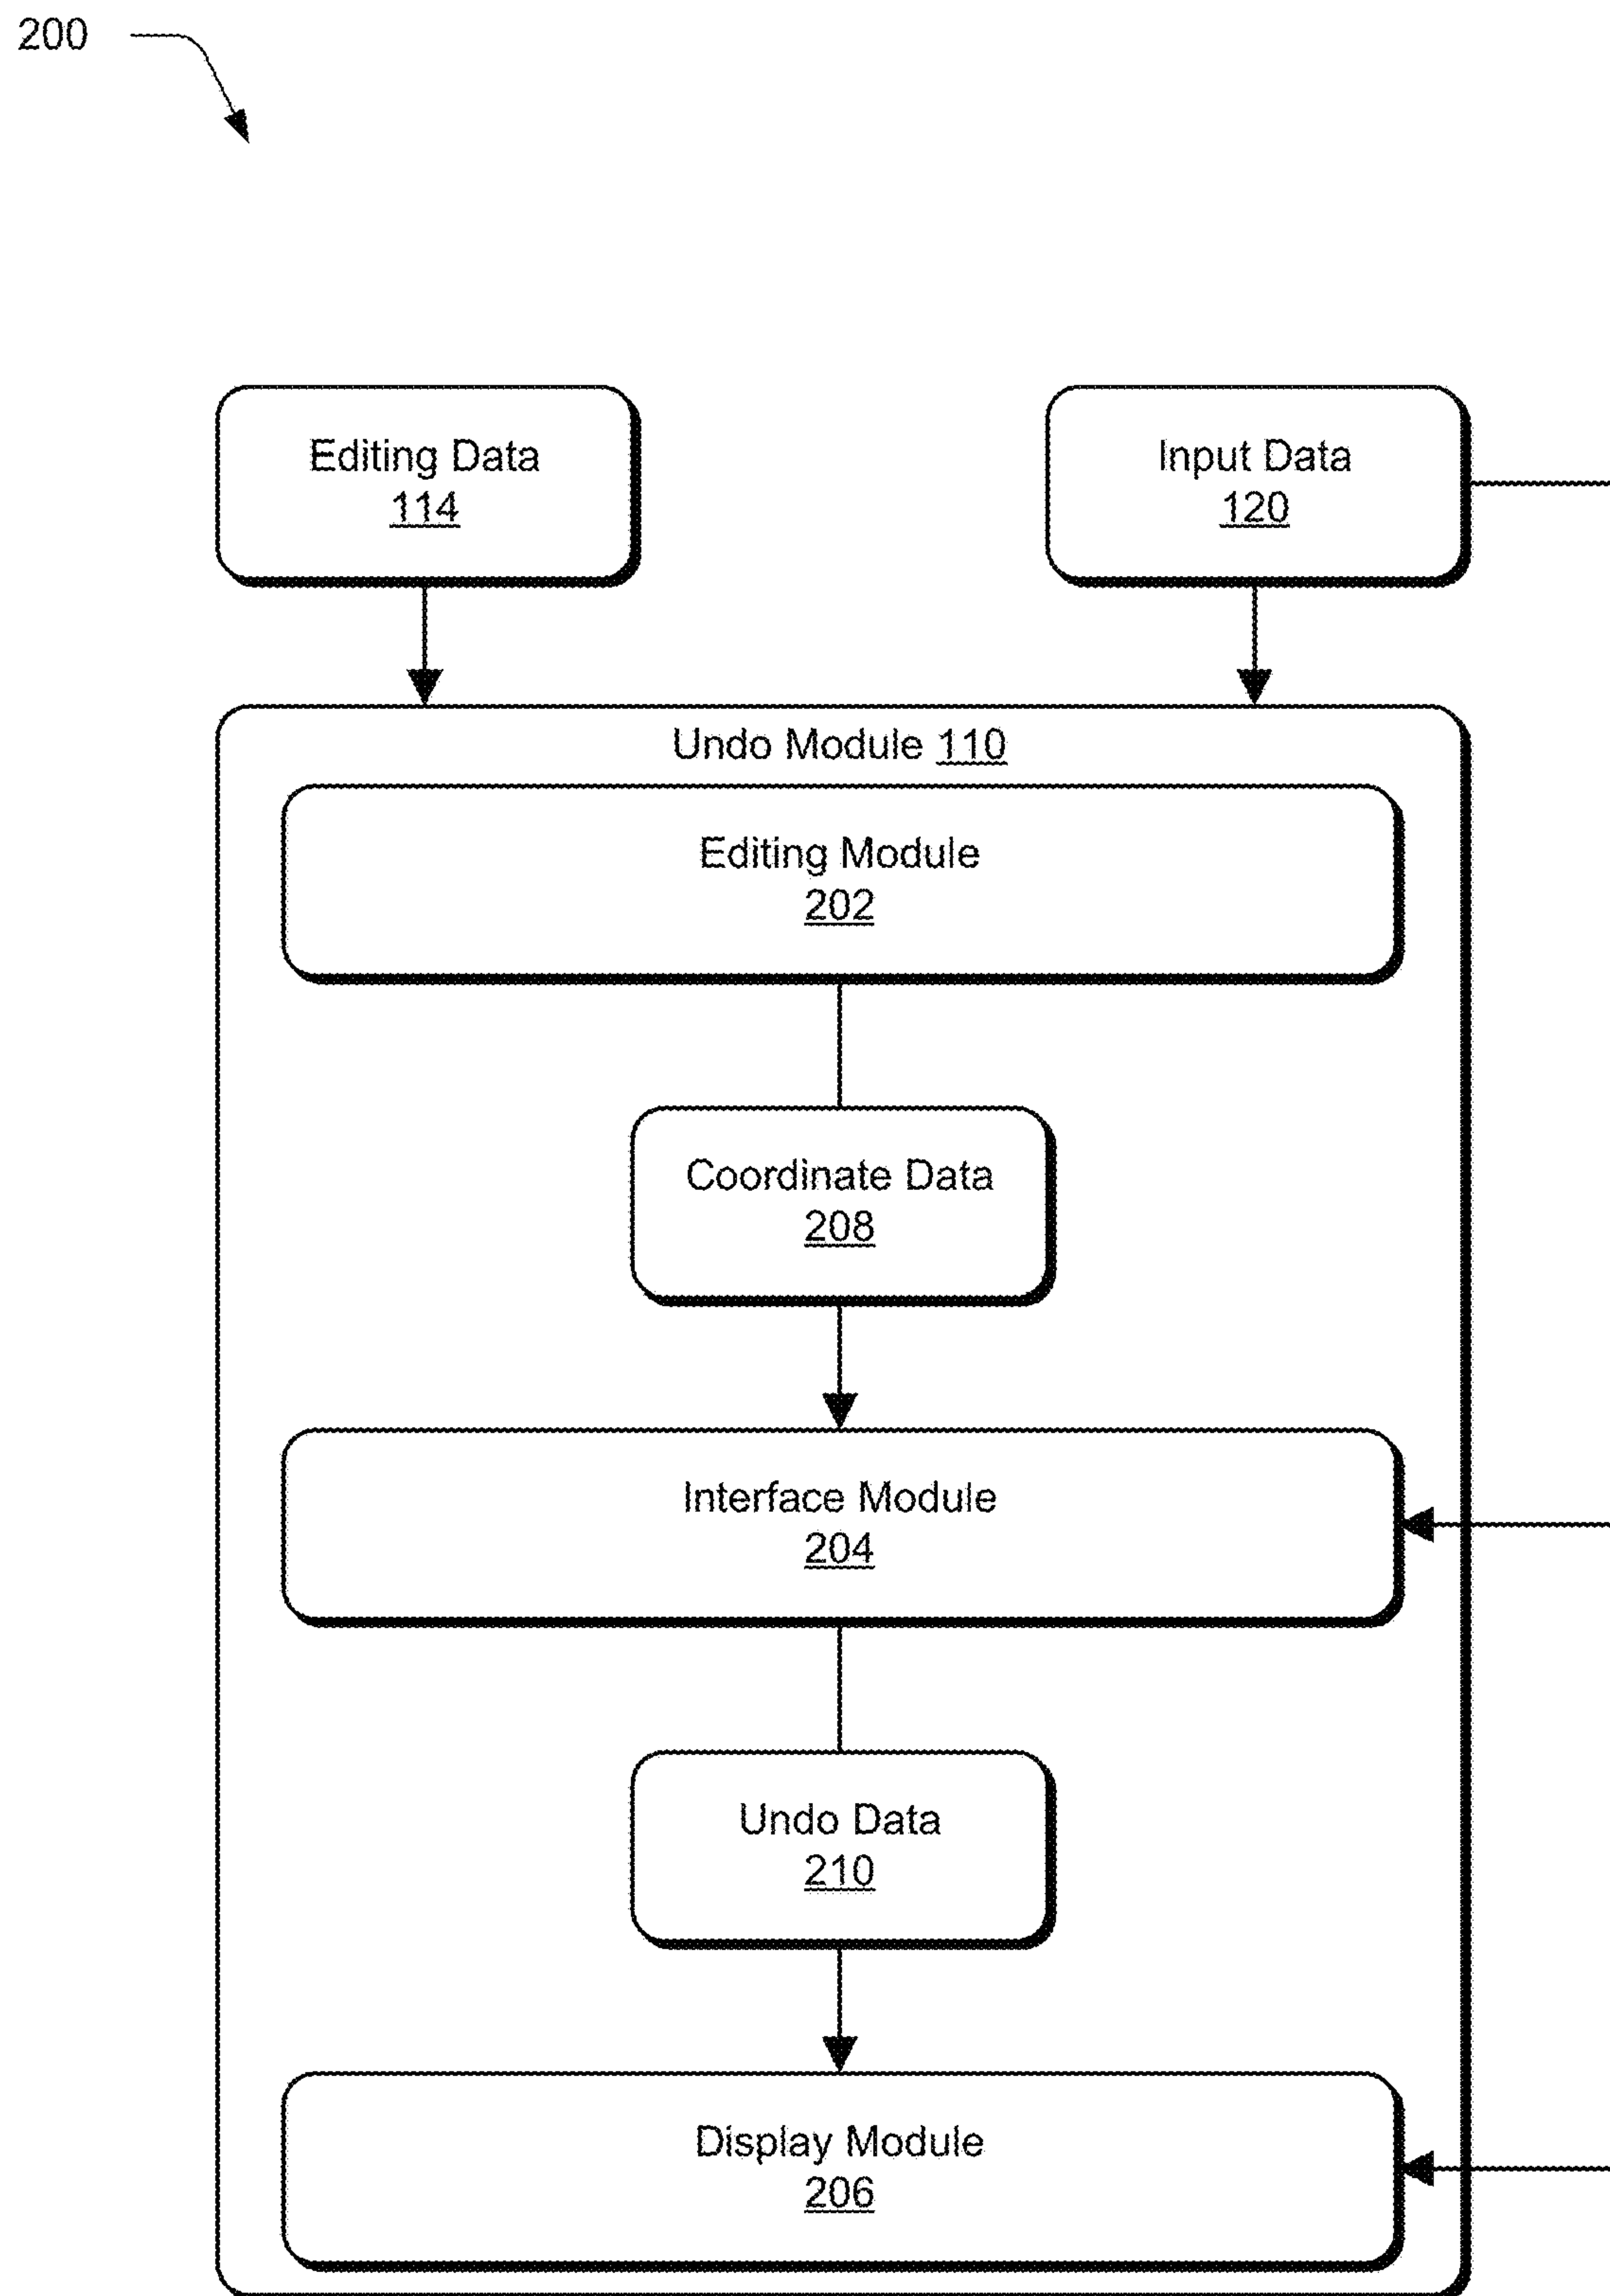 200
Editing Data
114
Input Data
120
Undo Module 110
Editing Module
202
Coordinate Data
208
Interface Module
204
Undo Data
210
Display Module
206